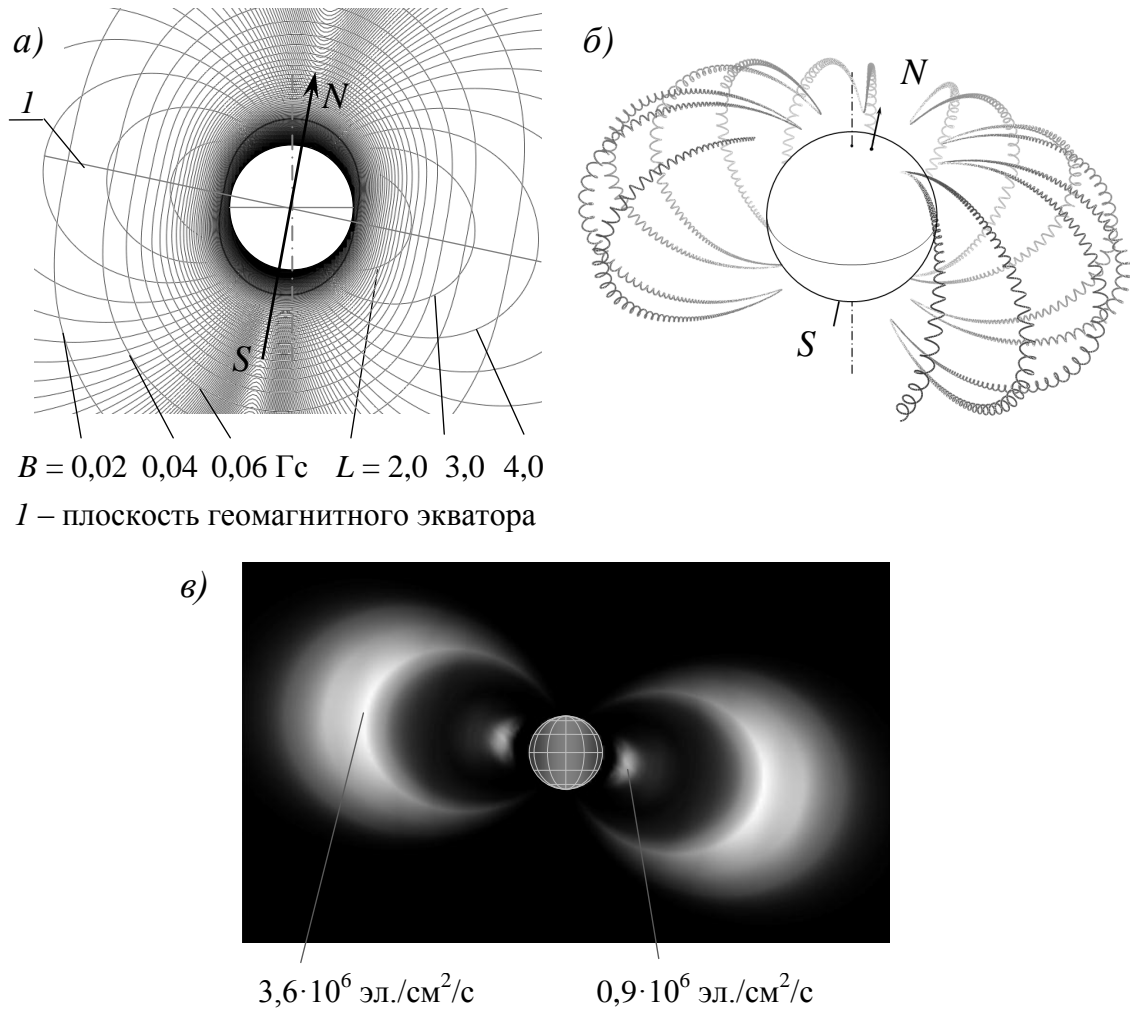 а)
1
N
S
B = 0,02 0,04 0,06 Гс L = 2,0 3,0 4,0
1 – плоскость геомагнитного экватора
б)
N
S
в)
3,6·10⁶ эл./см²/с 0,9·10⁶ эл./см²/с